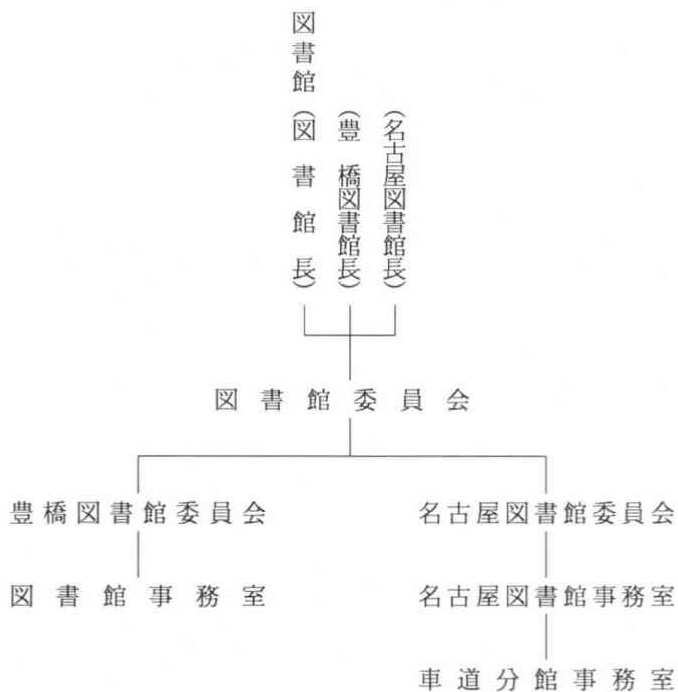 図書館(図書館長)
(豊橋図書館長)
(名古屋図書館長)
図書館委員会
豊橋図書館委員会
名古屋図書館委員会
図書館事務室
名古屋図書館事務室
車道分館事務室